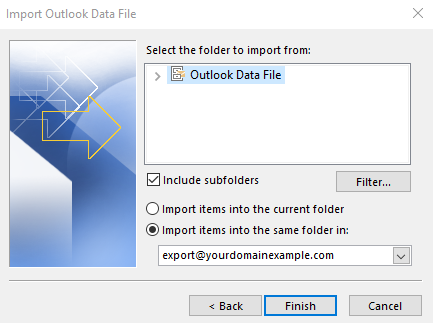 Import Outlook Data File
Select the folder to import from:
Outlook Data File
Include subfolders
Filter...
Import items into the current folder
Import items into the same folder in:
export@yourdomainexample.com
< Back Finish Cancel